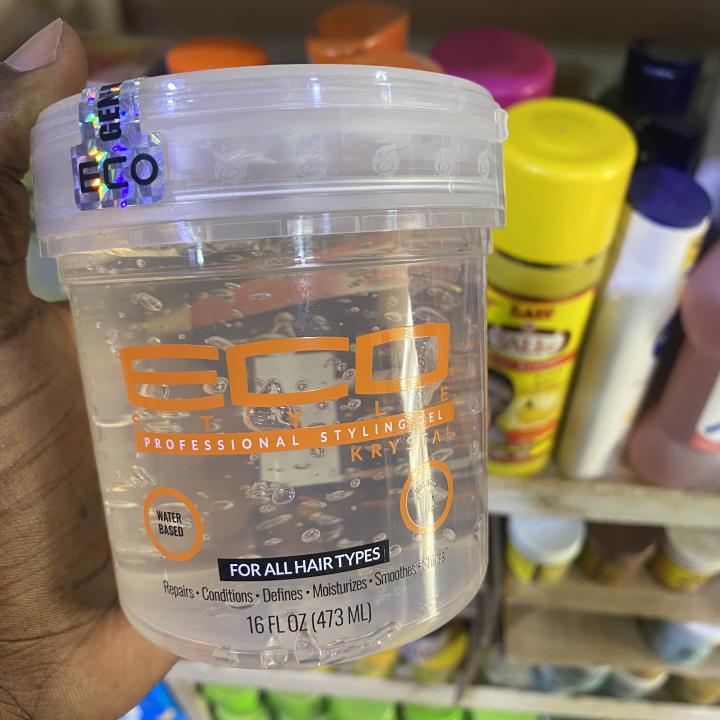 GEN
ECO
ECO
STYLE
PROFESSIONAL STYLING GEL
KRYSTAL
WATER
BASED
FOR ALL HAIR TYPES
Repairs • Conditions • Defines • Moisturizes • Smoothes • Shines
16 FL OZ (473 ML)